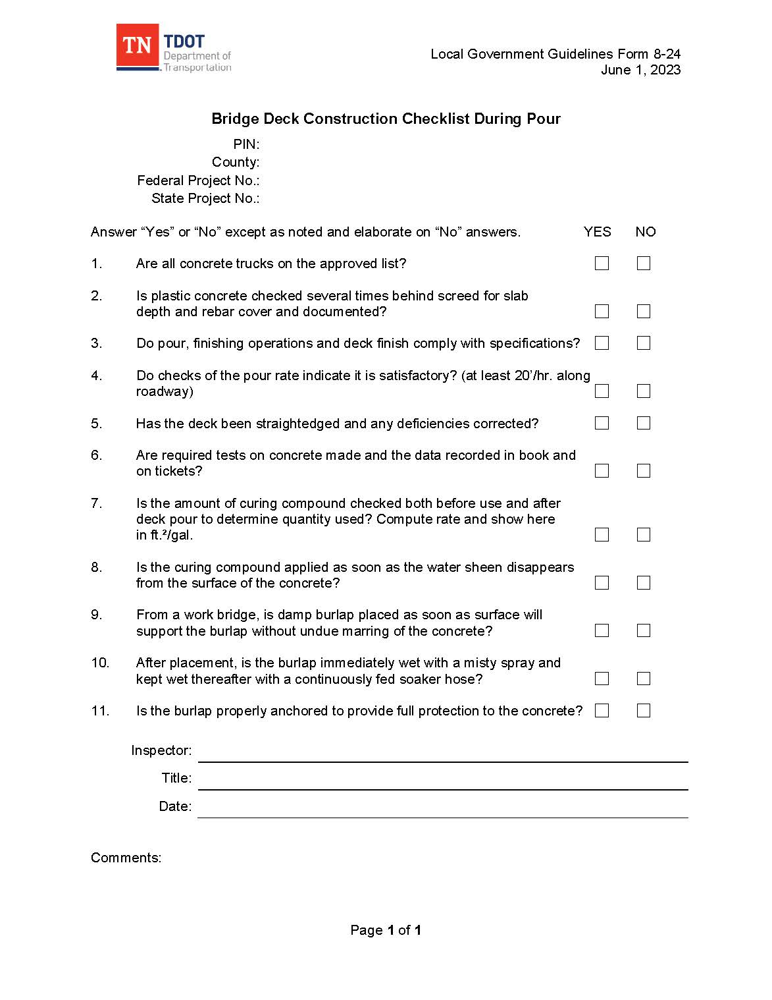 TN TDOT
Department of
Transportation
Local Government Guidelines Form 8-24
June 1, 2023
Bridge Deck Construction Checklist During Pour
PIN:
County:
Federal Project No.:
State Project No.:
Answer “Yes” or “No” except as noted and elaborate on “No” answers. YES NO
1. Are all concrete trucks on the approved list?
2. Is plastic concrete checked several times behind screed for slab
depth and rebar cover and documented?
3. Do pour, finishing operations and deck finish comply with specifications?
4. Do checks of the pour rate indicate it is satisfactory? (at least 20’/hr. along
roadway)
5. Has the deck been straightedged and any deficiencies corrected?
6. Are required tests on concrete made and the data recorded in book and
on tickets?
7. Is the amount of curing compound checked both before use and after
deck pour to determine quantity used? Compute rate and show here
in ft.²/gal.
8. Is the curing compound applied as soon as the water sheen disappears
from the surface of the concrete?
9. From a work bridge, is damp burlap placed as soon as surface will
support the burlap without undue marring of the concrete?
10. After placement, is the burlap immediately wet with a misty spray and
kept wet thereafter with a continuously fed soaker hose?
11. Is the burlap properly anchored to provide full protection to the concrete?
Inspector:
Title:
Date:
Comments:
Page 1 of 1